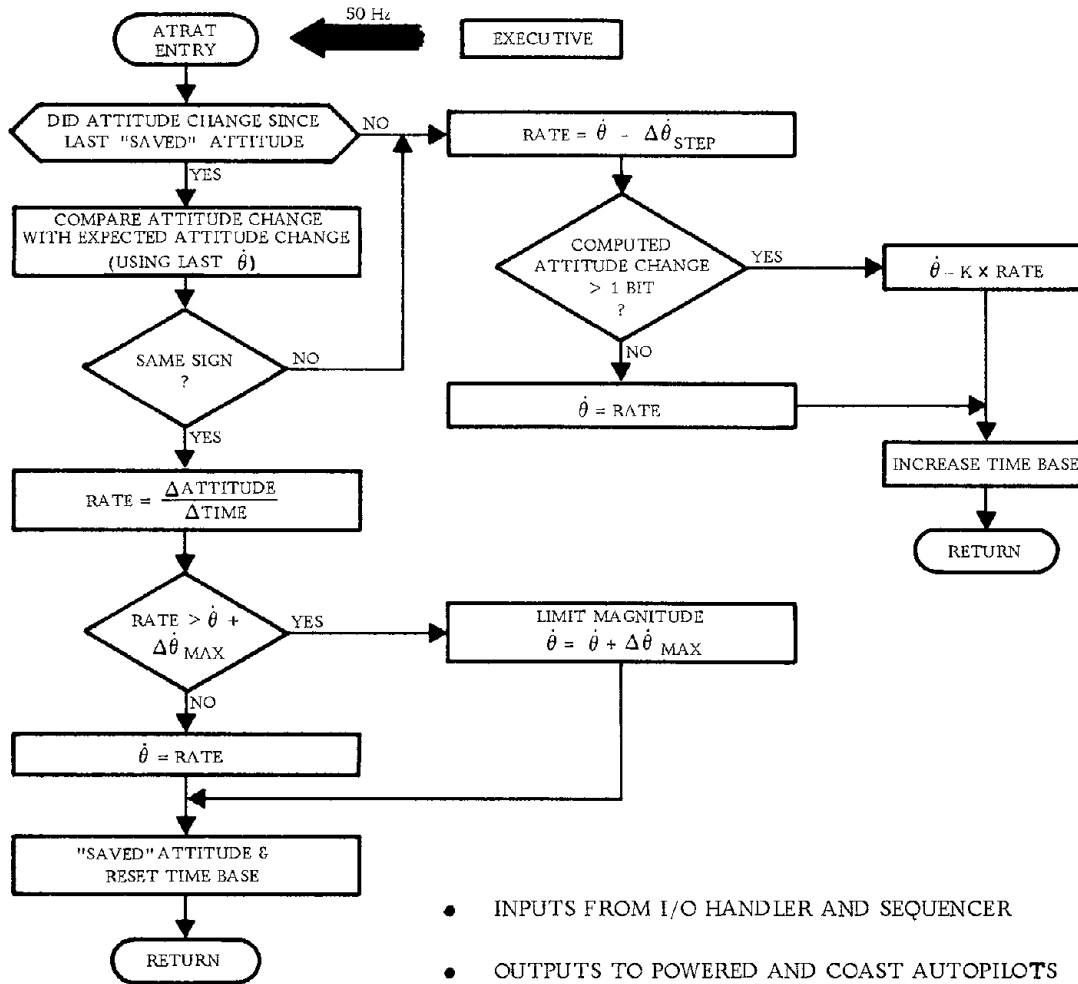 50 Hz
ATRAT
ENTRY
EXECUTIVE
DID ATTITUDE CHANGE SINCE
LAST "SAVED" ATTITUDE
NO
YES
RATE = θ̇ - Δθ̇ STEP
COMPARE ATTITUDE CHANGE
WITH EXPECTED ATTITUDE CHANGE
(USING LAST θ̇)
COMPUTED
ATTITUDE CHANGE
> 1 BIT
?
YES
θ̇ - K × RATE
NO
SAME SIGN
?
NO
YES
θ̇ = RATE
INCREASE TIME BASE
RETURN
RATE = ΔATTITUDE
ΔTIME
RATE > θ̇ +
Δθ̇ MAX
YES
NO
LIMIT MAGNITUDE
θ̇ = θ̇ + Δθ̇ MAX
θ̇ = RATE
"SAVED" ATTITUDE &
RESET TIME BASE
RETURN
• INPUTS FROM I/O HANDLER AND SEQUENCER
• OUTPUTS TO POWERED AND COAST AUTOPILOTS